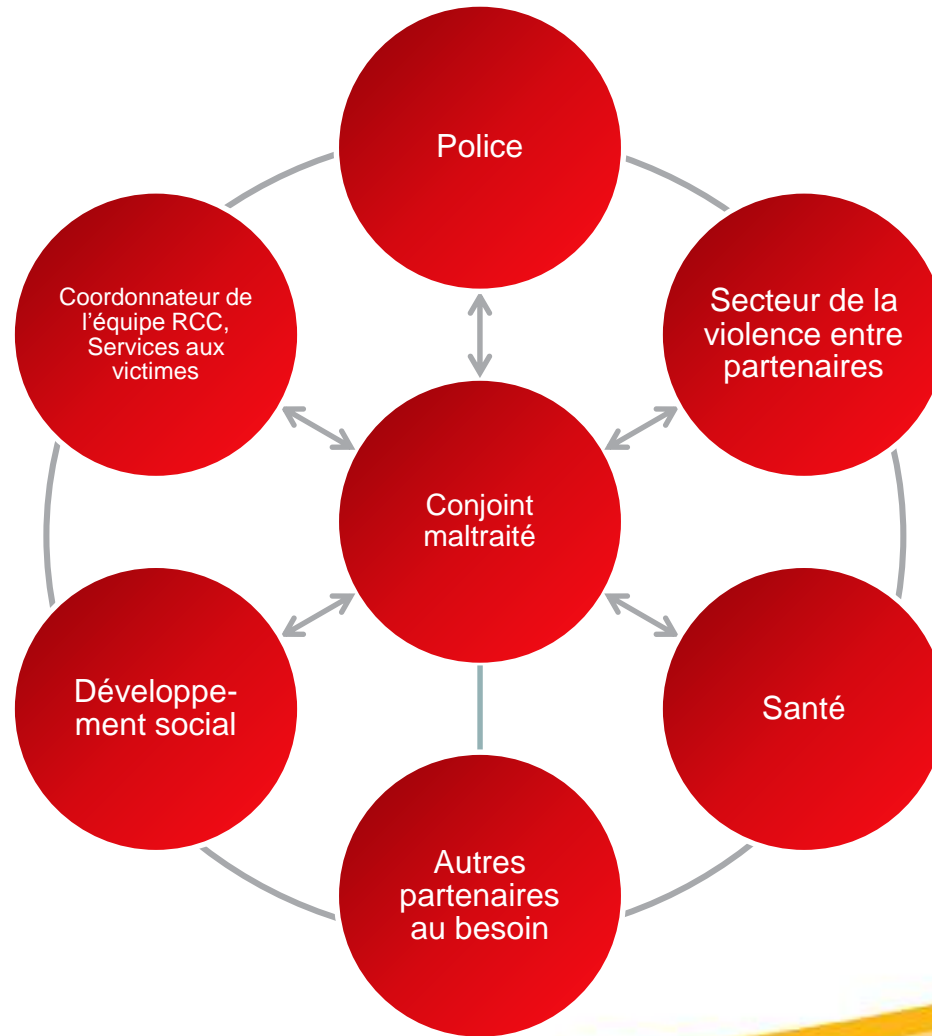 Police
Coordonnateur de
l’équipe RCC,
Services aux
victimes
Secteur de la
violence entre
partenaires
Conjoint
maltraité
Développe-
ment social
Santé
Autres
partenaires
au besoin